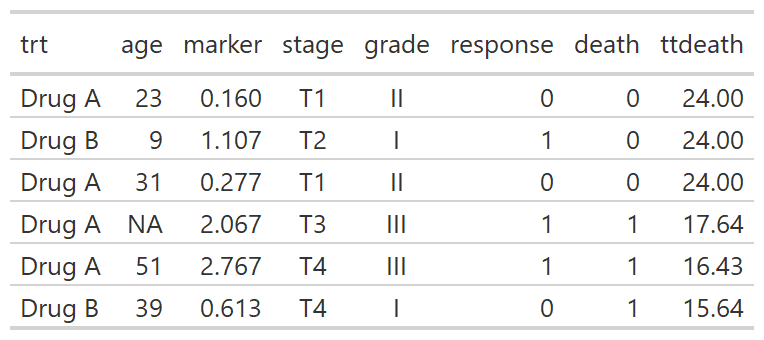 trt age marker stage grade response death ttdeath
Drug A 23 0.160 T1 II 0 0 24.00
Drug B 9 1.107 T2 I 1 0 24.00
Drug A 31 0.277 T1 II 0 0 24.00
Drug A NA 2.067 T3 III 1 1 17.64
Drug A 51 2.767 T4 III 1 1 16.43
Drug B 39 0.613 T4 I 0 1 15.64